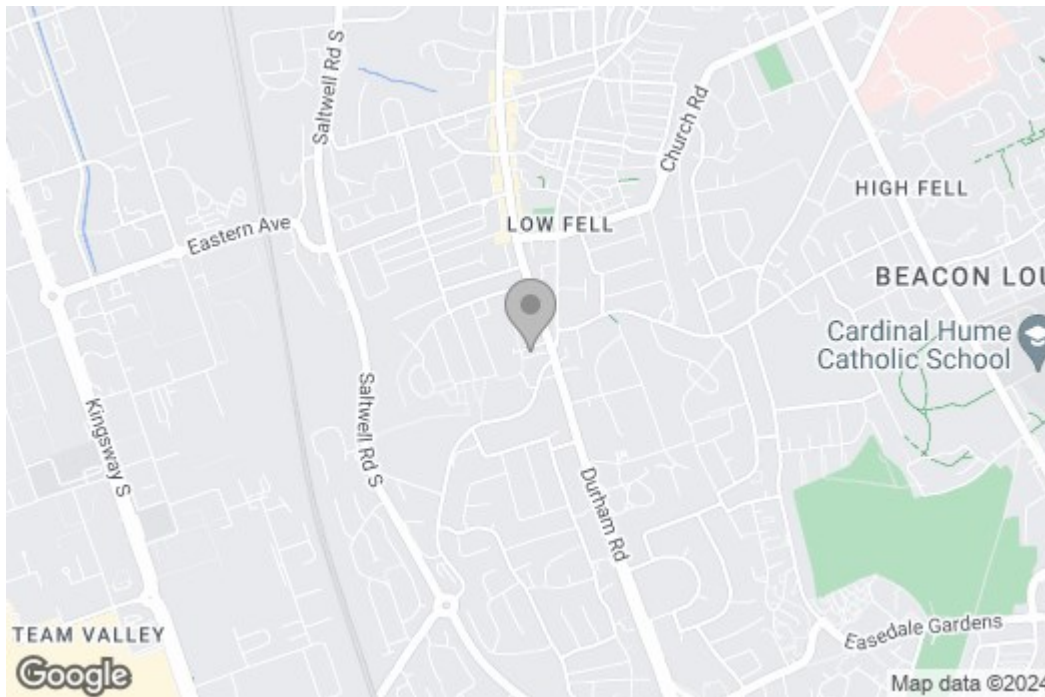 Saltwell Rd S
Church Rd
HIGH FELL
LOW FELL
Eastern Ave
BEACON LOU
Cardinal Hume
Catholic School
Kingsway S
Saltwell Rd S
Durham Rd
TEAM VALLEY
Easedale Gardens
Google
Map data ©2024